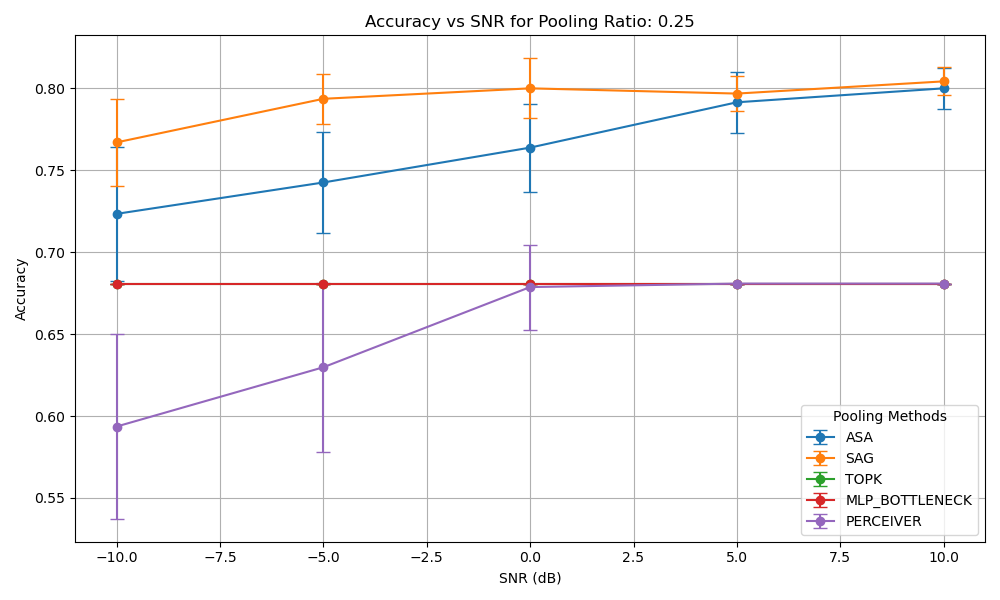 Accuracy vs SNR for Pooling Ratio: 0.25
Accuracy
0.80
0.75
0.70
0.65
0.60
0.55
Pooling Methods
ASA
SAG
TOPK
MLP_BOTTLENECK
PERCEIVER
−10.0 −7.5 −5.0 −2.5 0.0 2.5 5.0 7.5 10.0
SNR (dB)